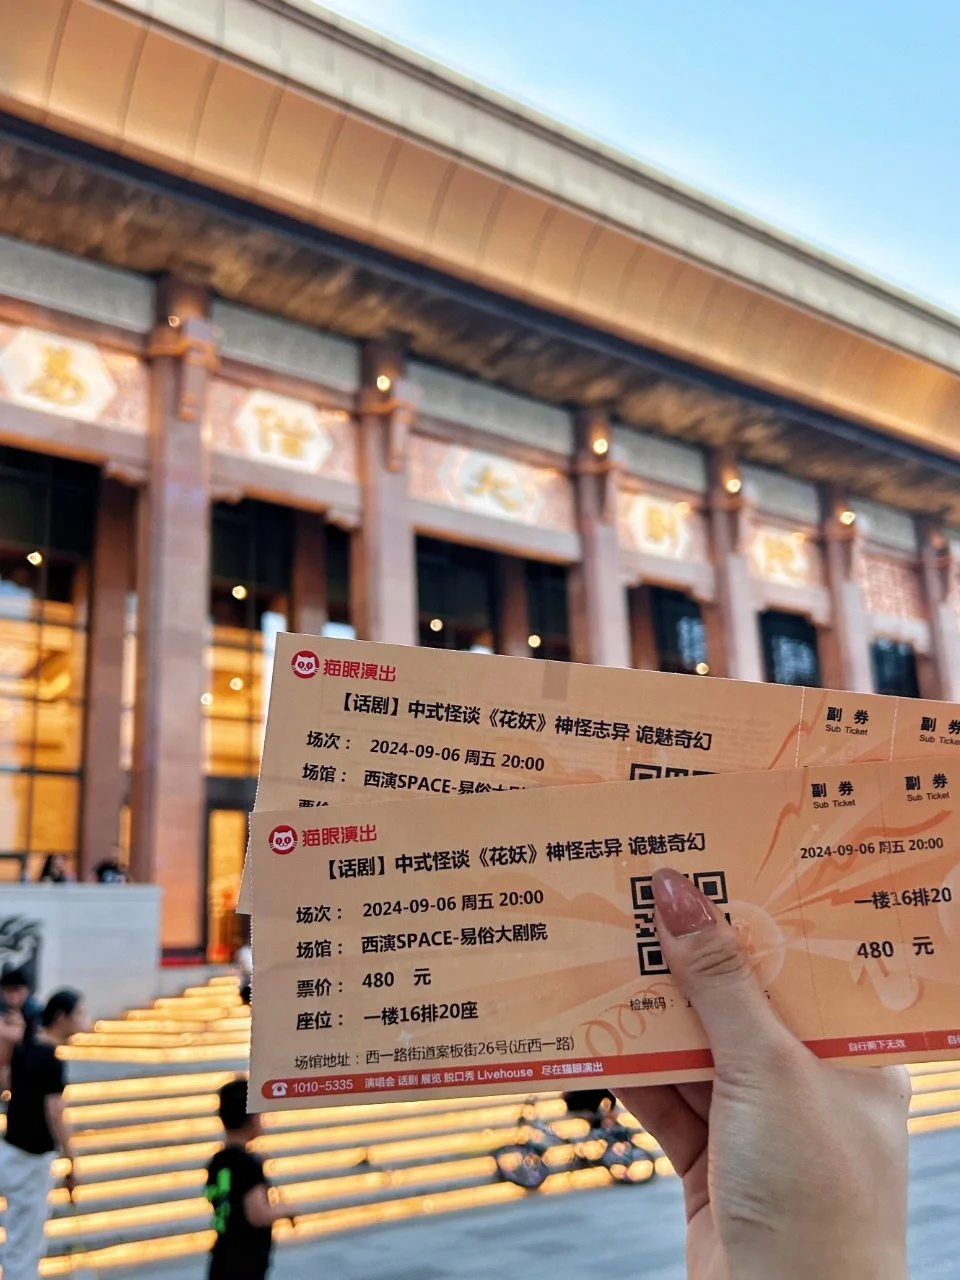 易俗大剧院
猫眼演出
【话剧】中式怪谈《花妖》神怪志异 诡魅奇幻
场次： 2024-09-06 周五 20:00
场馆： 西演SPACE-易俗大剧
票价
副 券
Sub Ticket
副 券
Sub Ticket
猫眼演出
【话剧】中式怪谈《花妖》神怪志异 诡魅奇幻
场次： 2024-09-06 周五 20:00
场馆： 西演SPACE-易俗大剧院
票价： 480 元
座位： 一楼16排20座
检票码：
场馆地址：西一路街道案板街26号(近西一路)
1010-5335 演唱会 话剧 展览 脱口秀 Livehouse 尽在猫眼演出
副 券
Sub Ticket
副 券
Sub Ticket
2024-09-06 周五 20:00
一楼16排20
480 元
自行撕下无效